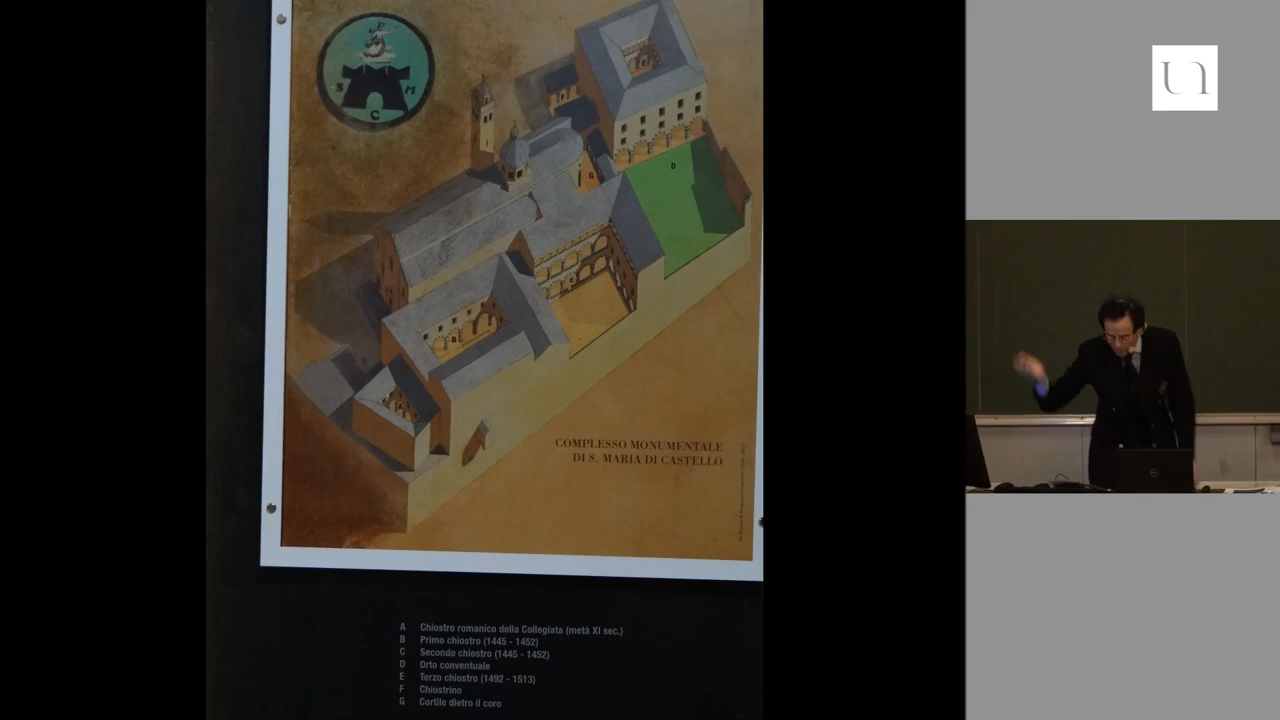 S
M
C
E
F
G
D
C
B
A
COMPLESSO MONUMENTALE
DI S. MARIA DI CASTELLO
A Chiostro romanico della Collegiata (metà XI sec.)
B Primo chiostro (1445 - 1452)
C Secondo chiostro (1445 - 1452)
D Orto conventuale
E Terzo chiostro (1492 - 1513)
F Chiostrino
G Cortile dietro il coro
DELL